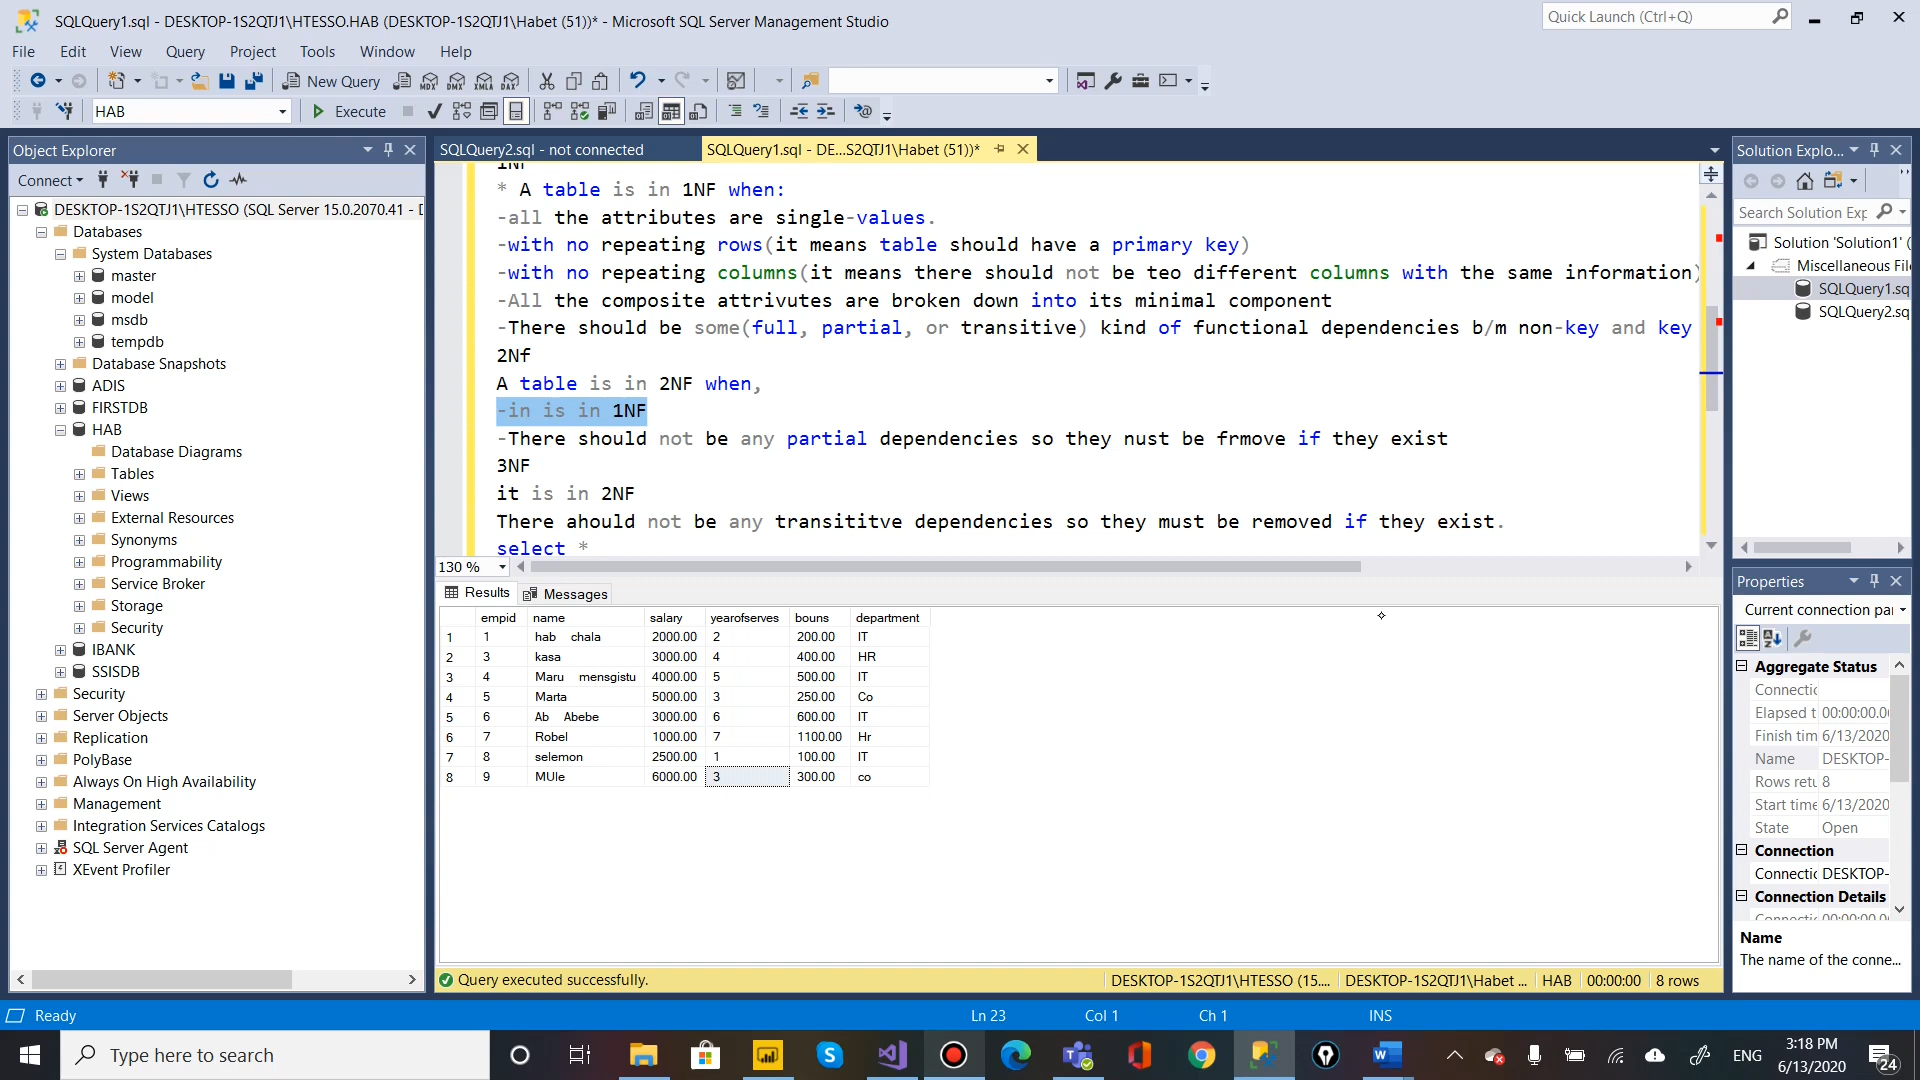 SQLQuery1.sql - DESKTOP-1S2QTJ1\HTESSO.HAB (DESKTOP-1S2QTJ1\Habet (51))* - Microsoft SQL Server Management Studio
Quick Launch (Ctrl+Q)
File Edit View Query Project Tools Window Help
New Query
MDX DMX XMLA DAX
HAB
Execute
Object Explorer
SQLQuery2.sql - not connected
SQLQuery1.sql - DE...S2QTJ1\Habet (51))*
Solution Explo...
Connect
Search Solution Exp
DESKTOP-1S2QTJ1\HTESSO (SQL Server 15.0.2070.41 - D
Databases
System Databases
master
model
msdb
tempdb
Database Snapshots
ADIS
FIRSTDB
HAB
Database Diagrams
Tables
Views
External Resources
Synonyms
Programmability
Service Broker
Storage
Security
IBANK
SSISDB
Security
Server Objects
Replication
PolyBase
Always On High Availability
Management
Integration Services Catalogs
SQL Server Agent
XEvent Profiler
1NF
* A table is in 1NF when:
-all the attributes are single-values.
-with no repeating rows(it means table should have a primary key)
-with no repeating columns(it means there should not be teo different columns with the same information)
-All the composite attrivutes are broken down into its minimal component
-There should be some(full, partial, or transitive) kind of functional dependencies b/m non-key and key
2Nf
A table is in 2NF when,
-in is in 1NF
-There should not be any partial dependencies so they nust be frmove if they exist
3NF
it is in 2NF
There ahould not be any transititve dependencies so they must be removed if they exist.
select *
130 %
Results Messages
empid name salary yearofserves bouns department
1 1 hab chala 2000.00 2 200.00 IT
2 3 kasa 3000.00 4 400.00 HR
3 4 Maru mensgistu 4000.00 5 500.00 IT
4 5 Marta 5000.00 3 250.00 Co
5 6 Ab Abebe 3000.00 6 600.00 IT
6 7 Robel 1000.00 7 1100.00 Hr
7 8 selemon 2500.00 1 100.00 IT
8 9 MUle 6000.00 3 300.00 co
Query executed successfully.
DESKTOP-1S2QTJ1\HTESSO (15.... DESKTOP-1S2QTJ1\Habet ... HAB 00:00:00 8 rows
Solution 'Solution1' (
Miscellaneous File
SQLQuery1.sq
SQLQuery2.sq
Properties
Current connection par
Aggregate Status
Connectic
Elapsed t 00:00:00.0
Finish tim 6/13/2020
Name DESKTOP-
Rows retu 8
Start time 6/13/2020
State Open
Connection
Connectic DESKTOP-
Connection Details
Name
The name of the conne...
Ready
Ln 23 Col 1 Ch 1 INS
Type here to search
ENG
3:18 PM
6/13/2020
24